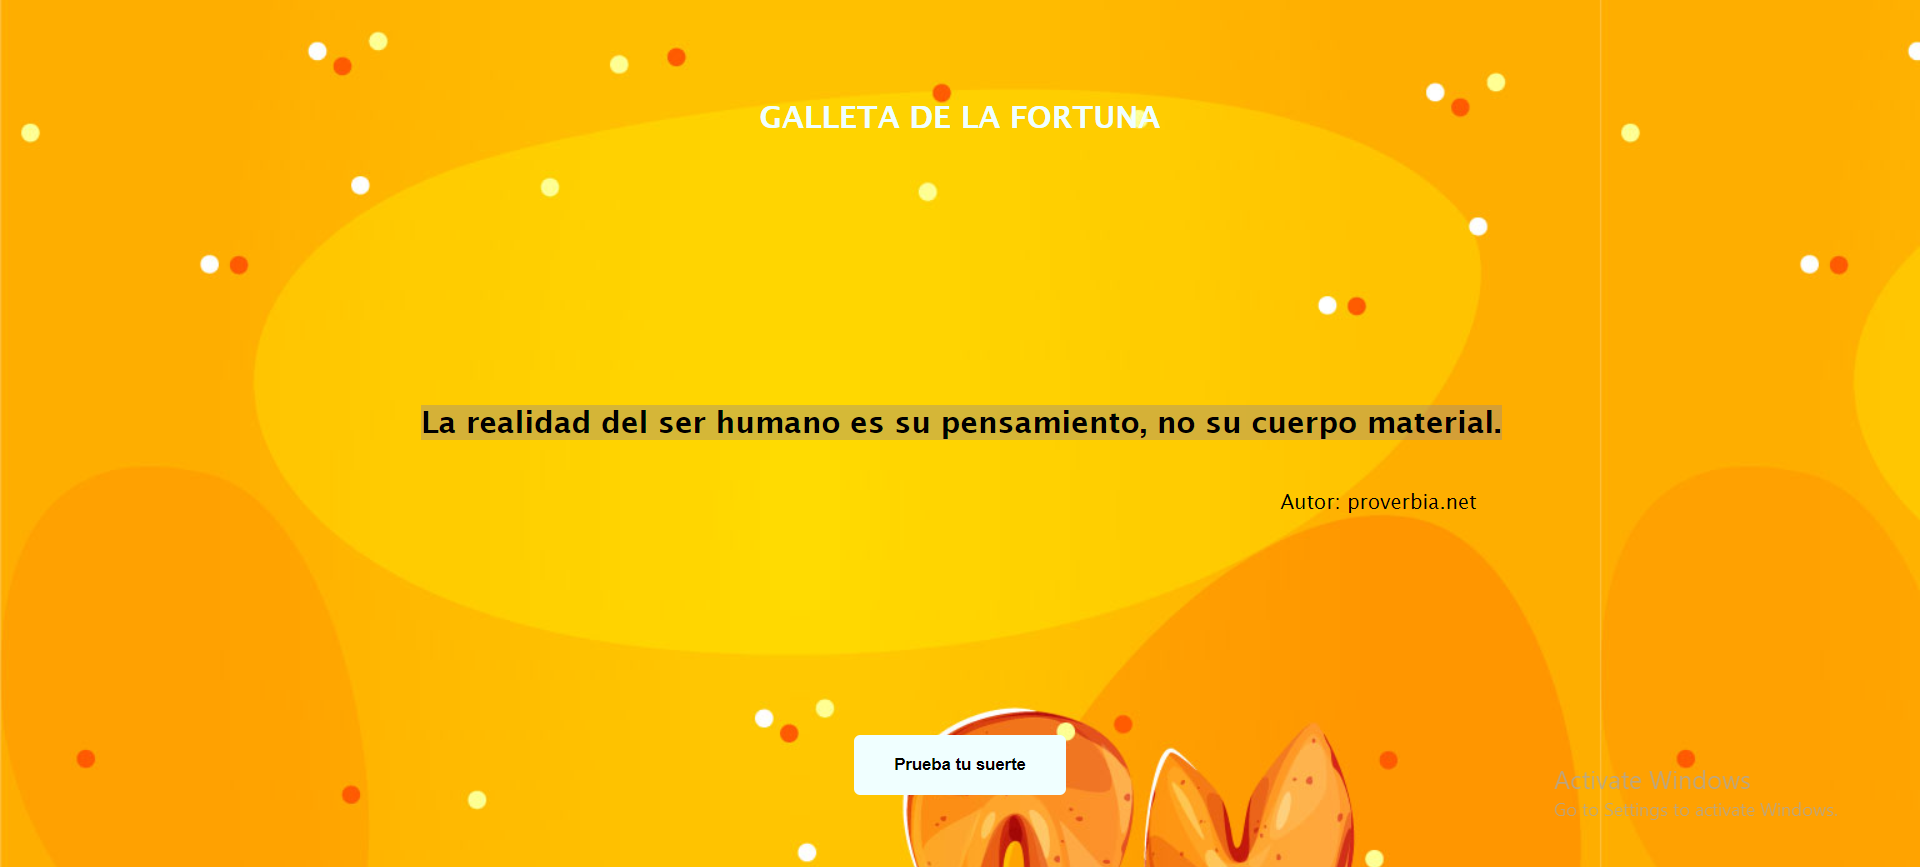 GALLETA DE LA FORTUNA
La realidad del ser humano es su pensamiento, no su cuerpo material.
Autor: proverbia.net
Prueba tu suerte
Activate Windows
Go to Settings to activate Windows.